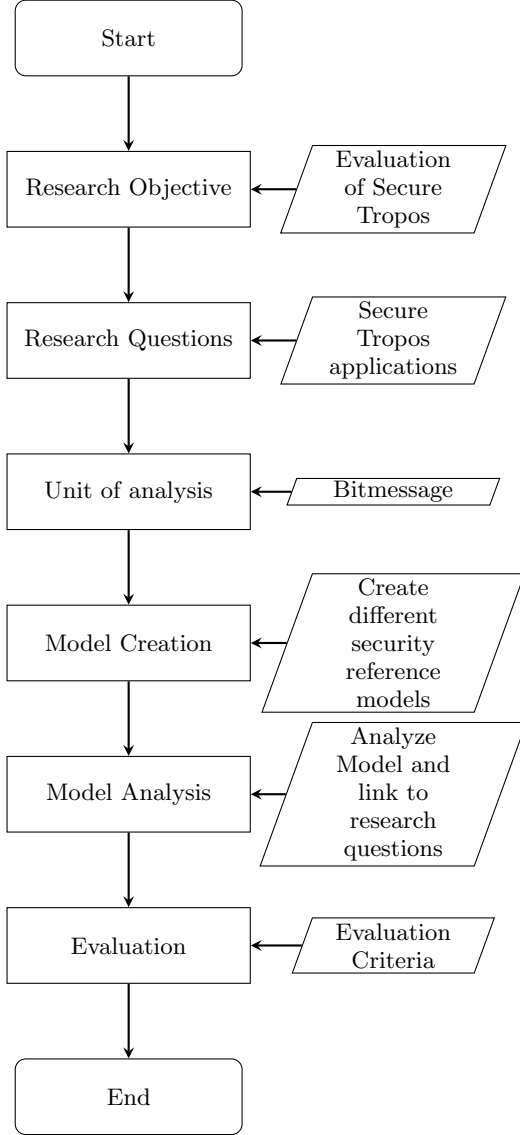 Start
Research Objective
Evaluation
of Secure
Tropos
Research Questions
Secure
Tropos
applications
Unit of analysis
Bitmessage
Model Creation
Create
different
security
reference
models
Model Analysis
Analyze
Model and
link to
research
questions
Evaluation
Evaluation
Criteria
End